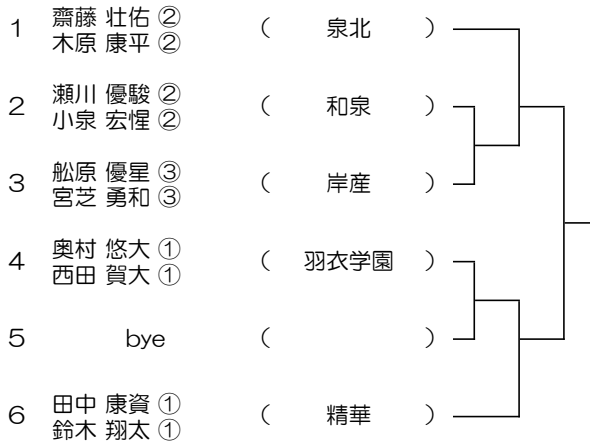 1 齋藤 壮佑 ② ( 泉北 )
木原 康平 ②
2 瀬川 優駿 ② ( 和泉 )
小泉 宏惺 ②
3 舩原 優星 ③ ( 岸産 )
宮芝 勇和 ③
4 奥村 悠大 ① ( 羽衣学園 )
西田 賀大 ①
5 bye ( )
6 田中 康資 ① ( 精華 )
鈴木 翔太 ①